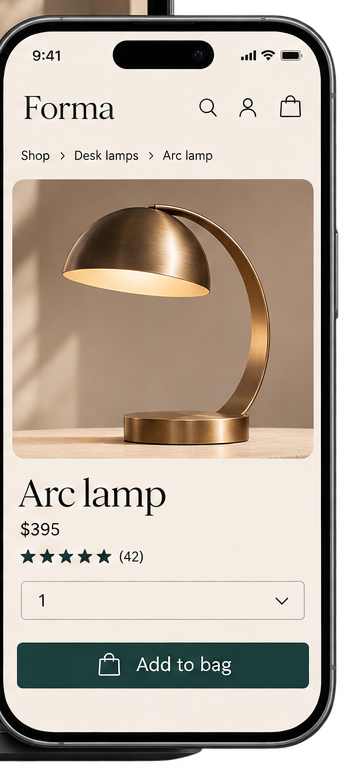 9:41
Forma
Shop > Desk lamps > Arc lamp
Arc lamp
$395
★★★★★ (42)
1
Add to bag